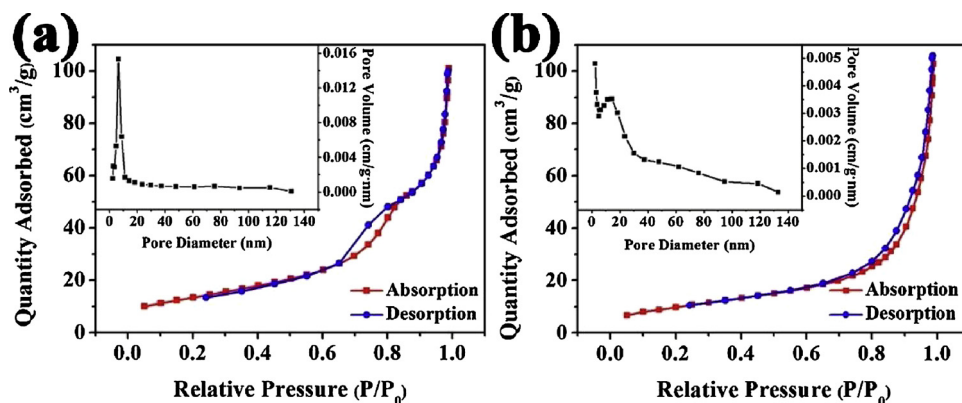 (a)
Quantity Adsorbed (cm³/g)
100
80
60
40
20
0
0.0 0.2 0.4 0.6 0.8 1.0
Relative Pressure (P/P₀)
Absorption
Desorption
0.016
0.012
0.008
0.004
0.000
Pore Volume (cm/g·nm)
0 20 40 60 80 100 120 140
Pore Diameter (nm)
(b)
Quantity Adsorbed (cm³/g)
100
80
60
40
20
0
0.0 0.2 0.4 0.6 0.8 1.0
Relative Pressure (P/P₀)
Absorption
Desorption
0.005
0.004
0.003
0.002
0.001
0.000
Pore Volume (cm/g·nm)
0 20 40 60 80 100 120 140
Pore Diameter (nm)